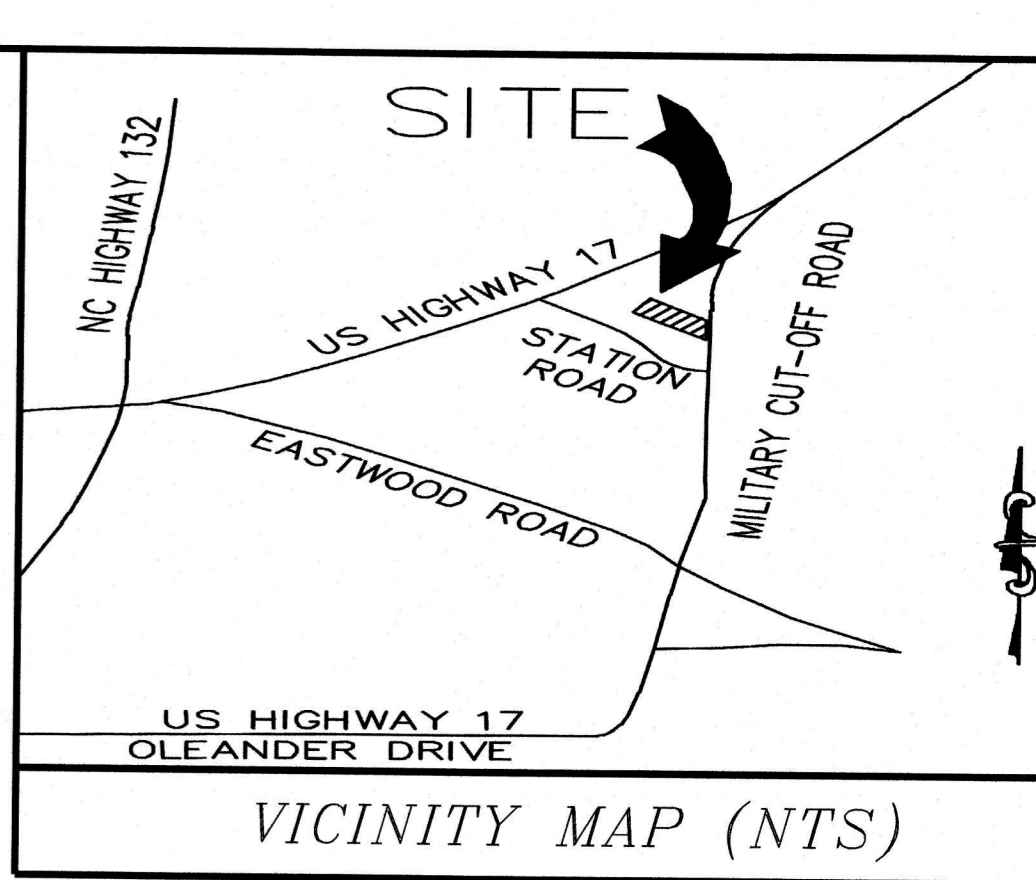 SITE
NC HIGHWAY 132
US HIGHWAY 17
STATION
ROAD
MILITARY CUT-OFF ROAD
EASTWOOD ROAD
US HIGHWAY 17
OLEANDER DRIVE
VICINITY MAP (NTS)